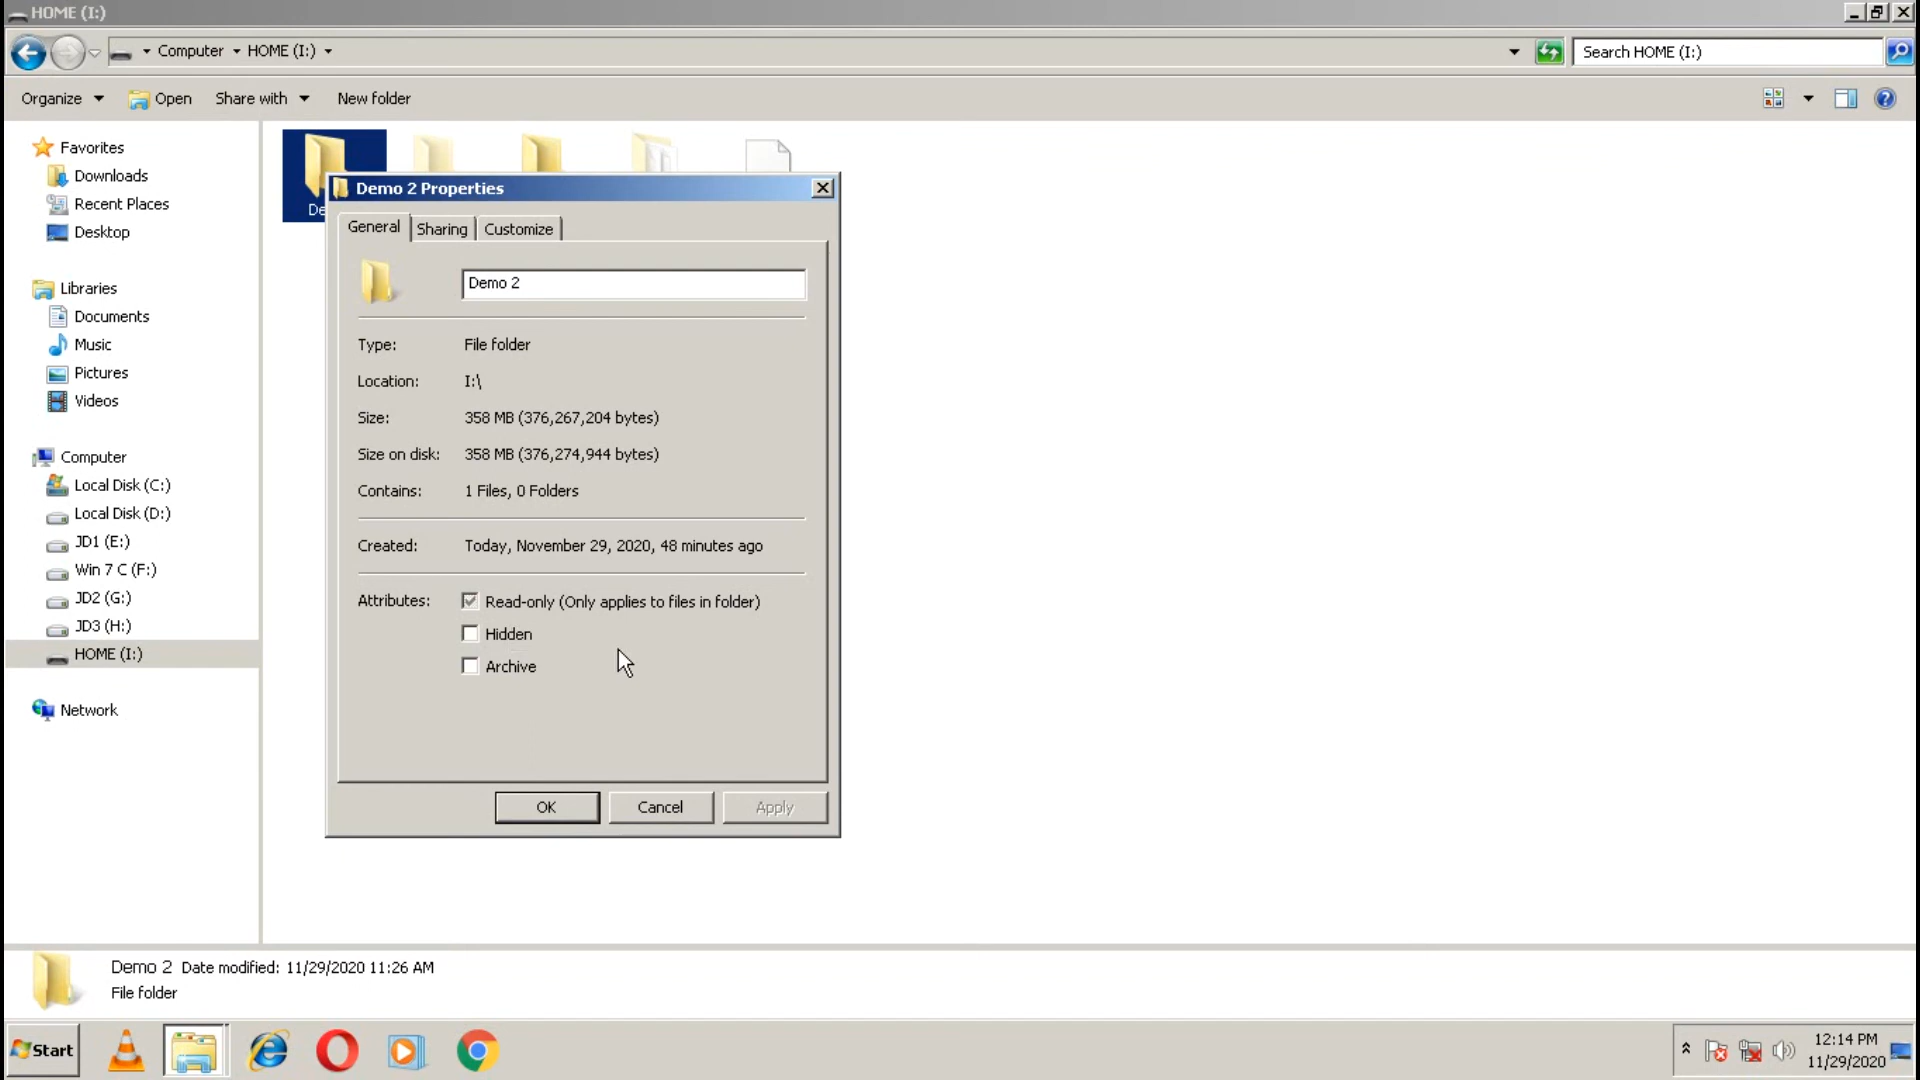 HOME (I:)
Computer HOME (I:)
Search HOME (I:)
Organize Open Share with New folder
Favorites
Downloads
Recent Places
Desktop
Libraries
Documents
Music
Pictures
Videos
Computer
Local Disk (C:)
Local Disk (D:)
JD1 (E:)
Win 7 C (F:)
JD2 (G:)
JD3 (H:)
HOME (I:)
Network
De
Demo 2 Properties
General Sharing Customize
Demo 2
Type: File folder
Location: I:\
Size: 358 MB (376,267,204 bytes)
Size on disk: 358 MB (376,274,944 bytes)
Contains: 1 Files, 0 Folders
Created: Today, November 29, 2020, 48 minutes ago
Attributes: Read-only (Only applies to files in folder)
Hidden
Archive
OK Cancel Apply
Demo 2 Date modified: 11/29/2020 11:26 AM
File folder
Start
12:14 PM
11/29/2020